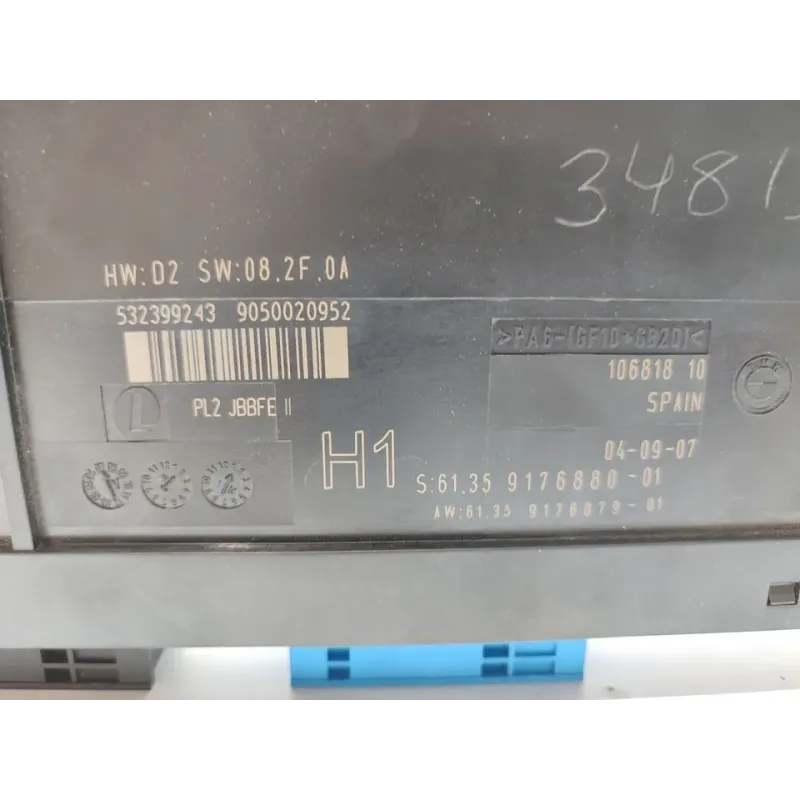 3481
HW:D2 SW:08.2F.0A
532399243 9050020952
>PA6-(GF10+GB20)<
106818 10
SPAIN
BMW
L
PL2 JBBFE II
H1
04-09-07
S:61.35 9176880-01
AW:61.35 9176879-01